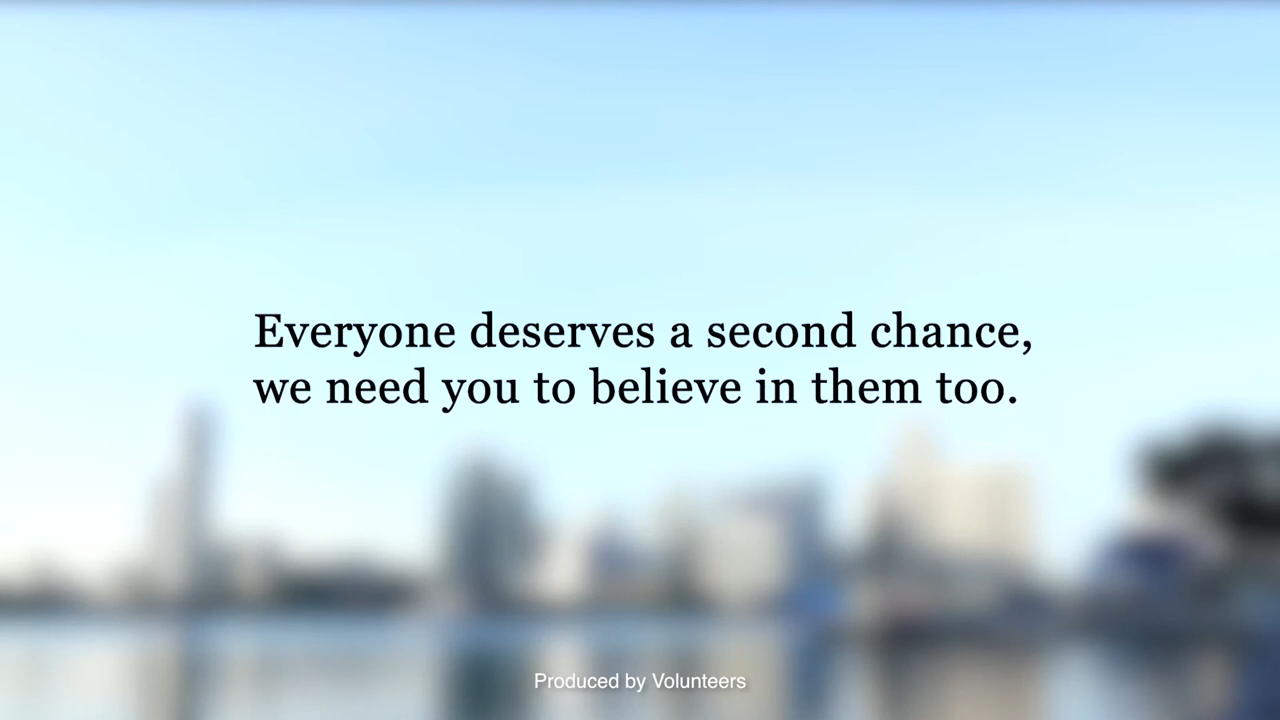 Everyone deserves a second chance,
we need you to believe in them too.
Produced by Volunteers